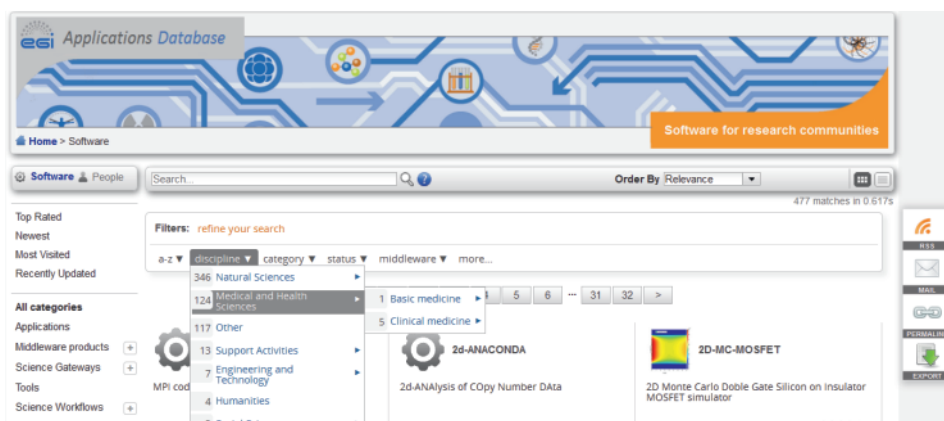 egi Applications Database
Software for research communities
Home > Software
Software People
Search...
Order By Relevance
477 matches in 0.617s
Top Rated
Newest
Most Visited
Recently Updated
All categories
Applications
Middleware products +
Science Gateways +
Tools
Science Workflows +
Filters: refine your search
a-z ▼ discipline ▼ category ▼ status ▼ middleware ▼ more...
346 Natural Sciences
124 Medical and Health
Sciences
117 Other
13 Support Activities
7 Engineering and
Technology
4 Humanities
1 Basic medicine
5 Clinical medicine
5 6 ... 31 32 >
MPI cod
2d-ANACONDA
2d-ANAlysis of COpy Number DAta
2D-MC-MOSFET
2D Monte Carlo Doble Gate Silicon on Insulator
MOSFET simulator
RSS
MAIL
PERMALIN
EXPORT